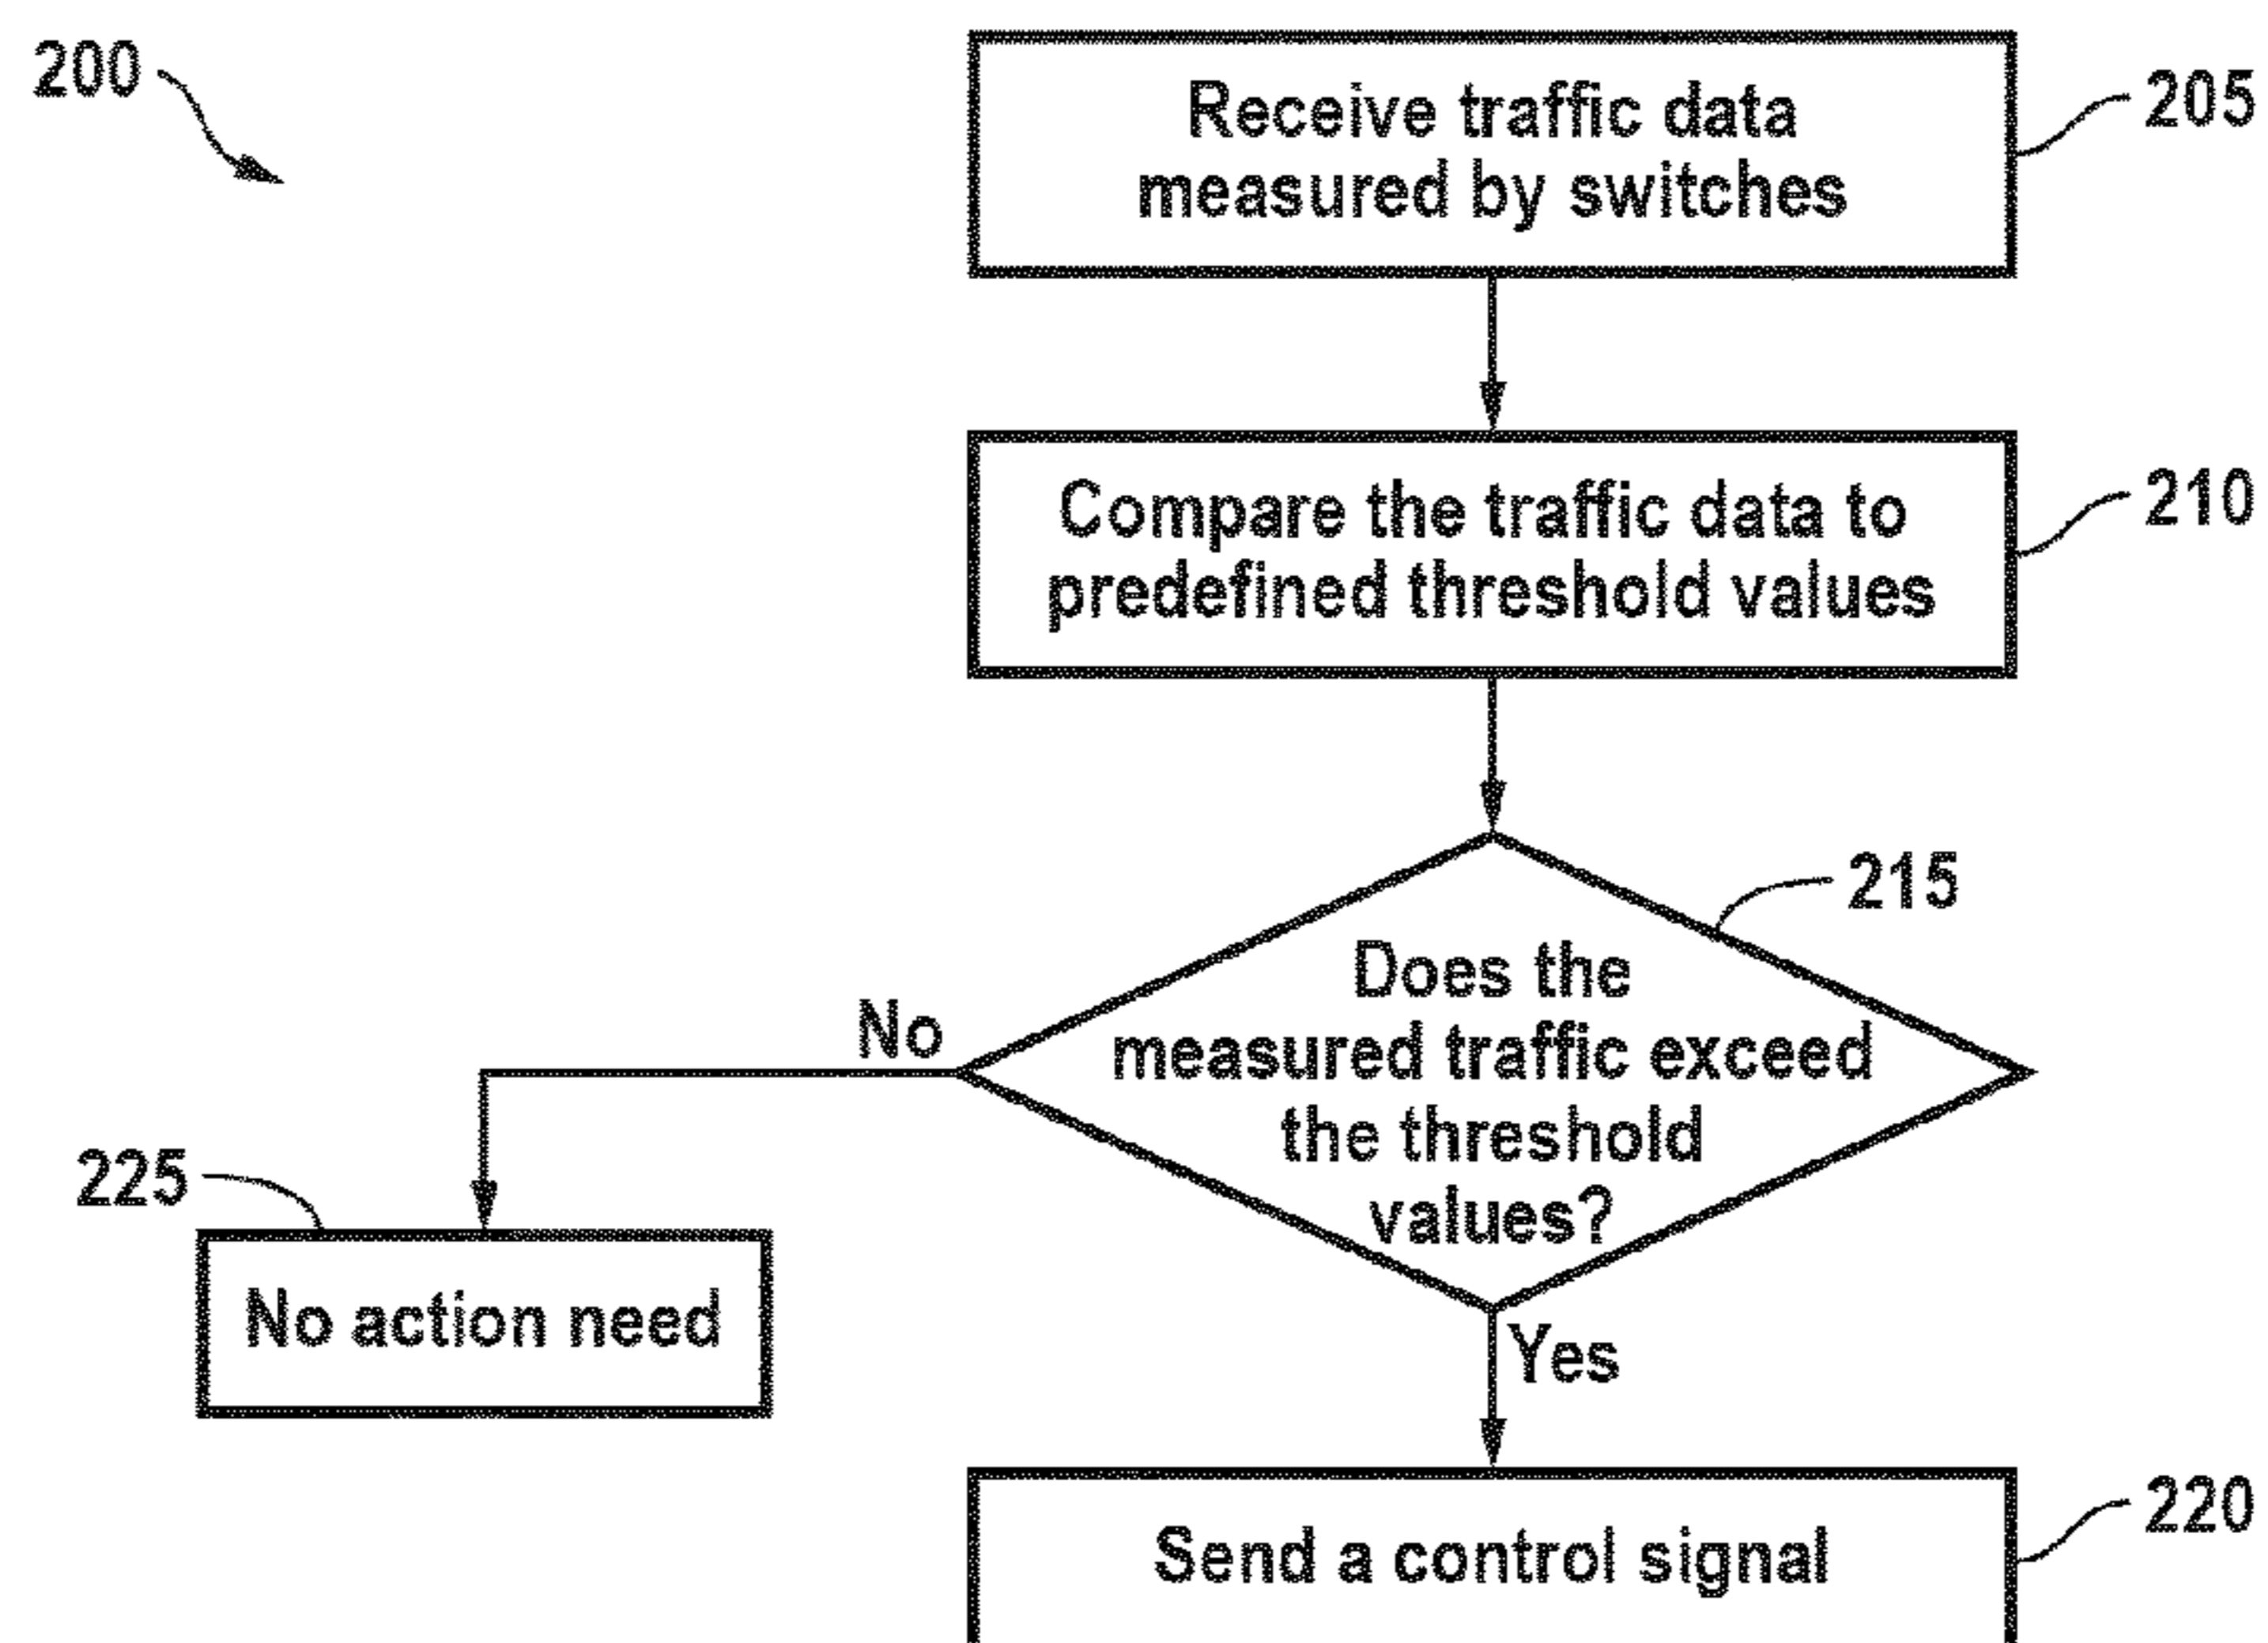 200
Receive traffic data
measured by switches
205
Compare the traffic data to
predefined threshold values
210
215
Does the
measured traffic exceed
the threshold
values?
No
225
No action need
Yes
Send a control signal
220